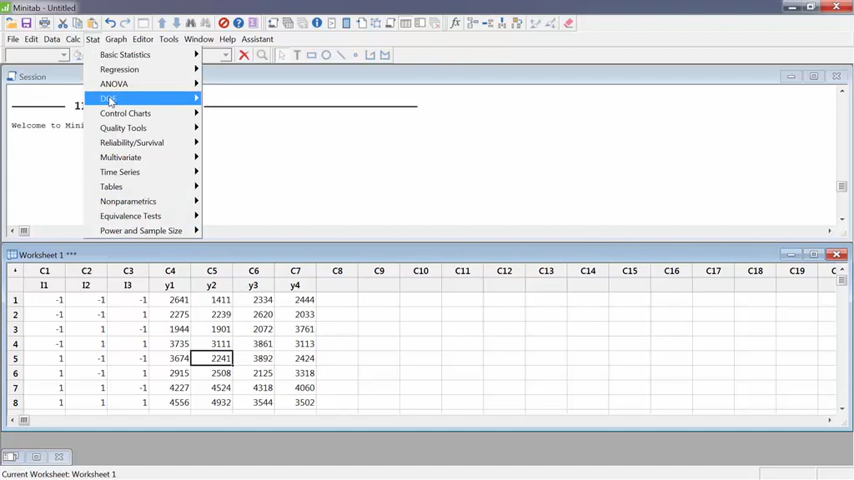 Minitab - Untitled
File Edit Data Calc Stat Graph Editor Tools Window Help Assistant
Basic Statistics
Regression
ANOVA
DOE
Control Charts
Quality Tools
Reliability/Survival
Multivariate
Time Series
Tables
Nonparametrics
Equivalence Tests
Power and Sample Size
Session
Welcome to Mini
Worksheet 1 ***
C1 C2 C3 C4 C5 C6 C7 C8 C9 C10 C11 C12 C13 C14 C15 C16 C17 C18 C19
I1 I2 I3 y1 y2 y3 y4
1 -1 -1 -1 2641 1411 2334 2444
2 -1 -1 1 2275 2239 2620 2033
3 -1 1 -1 1944 1901 2072 3761
4 -1 1 1 3735 3111 3861 3113
5 1 -1 -1 3674 2241 3892 2424
6 1 -1 1 2915 2508 2125 3318
7 1 1 -1 4227 4524 4318 4060
8 1 1 1 4556 4932 3544 3502
Current Worksheet: Worksheet 1